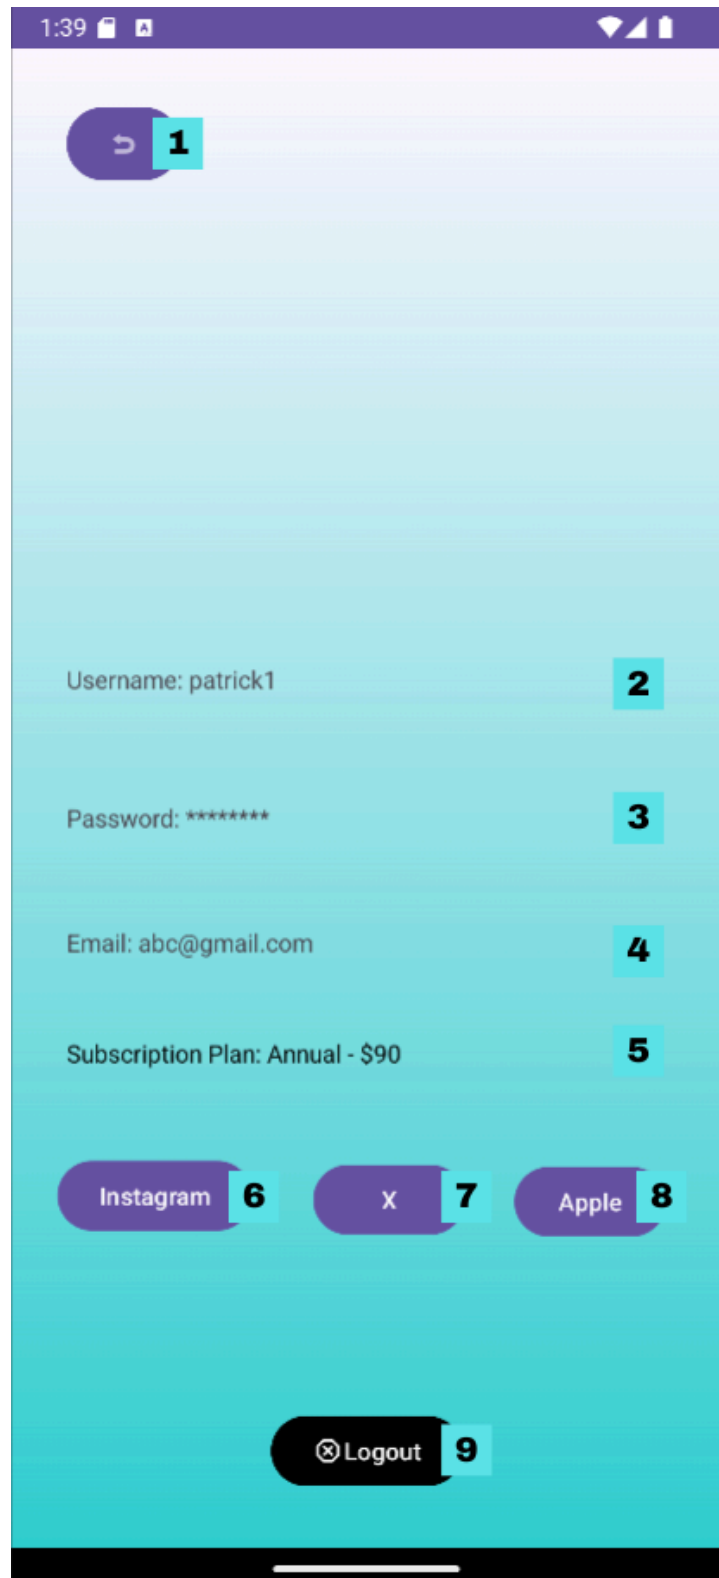 1:39 A
1
Username: patrick1 2
Password: ******** 3
Email: abc@gmail.com 4
Subscription Plan: Annual - $90 5
Instagram 6 X 7 Apple 8
Logout 9